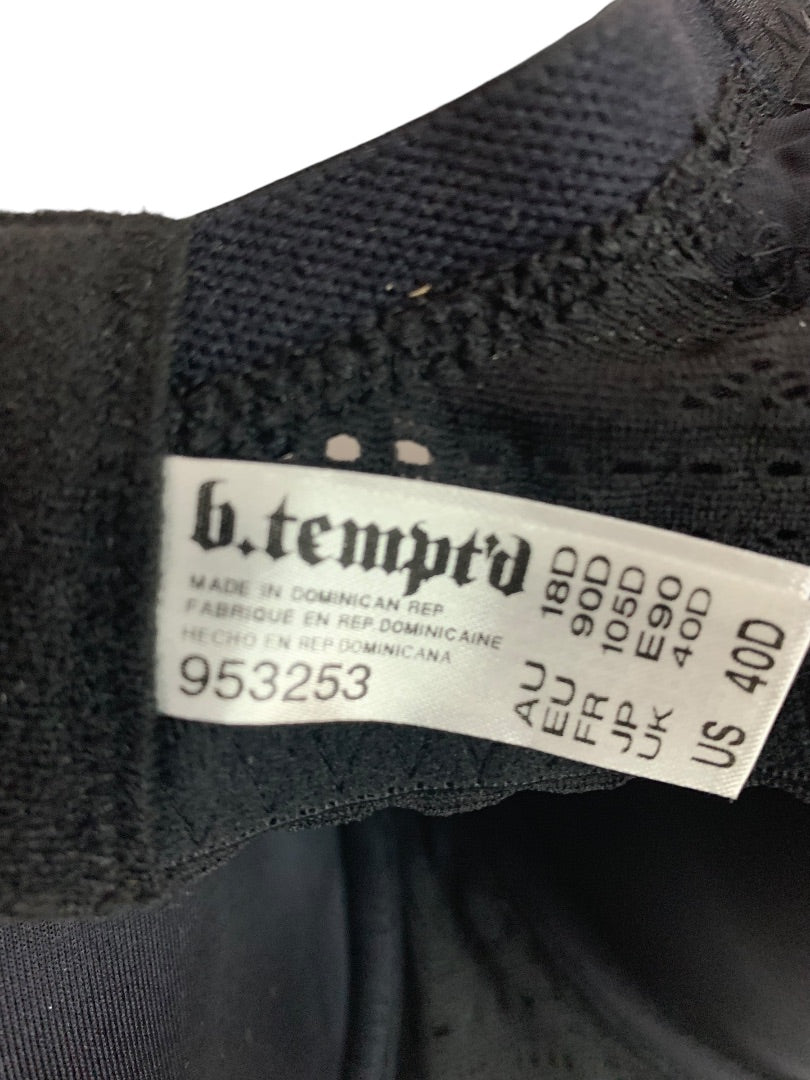 b.tempt'd
MADE IN DOMINICAN REP.
FABRIQUÉ EN REP. DOMINICAINE
HECHO EN REP DOMINICANA
953253
AU 18D
EU 90D
FR 105D
JP E90
UK 40D
US 40D